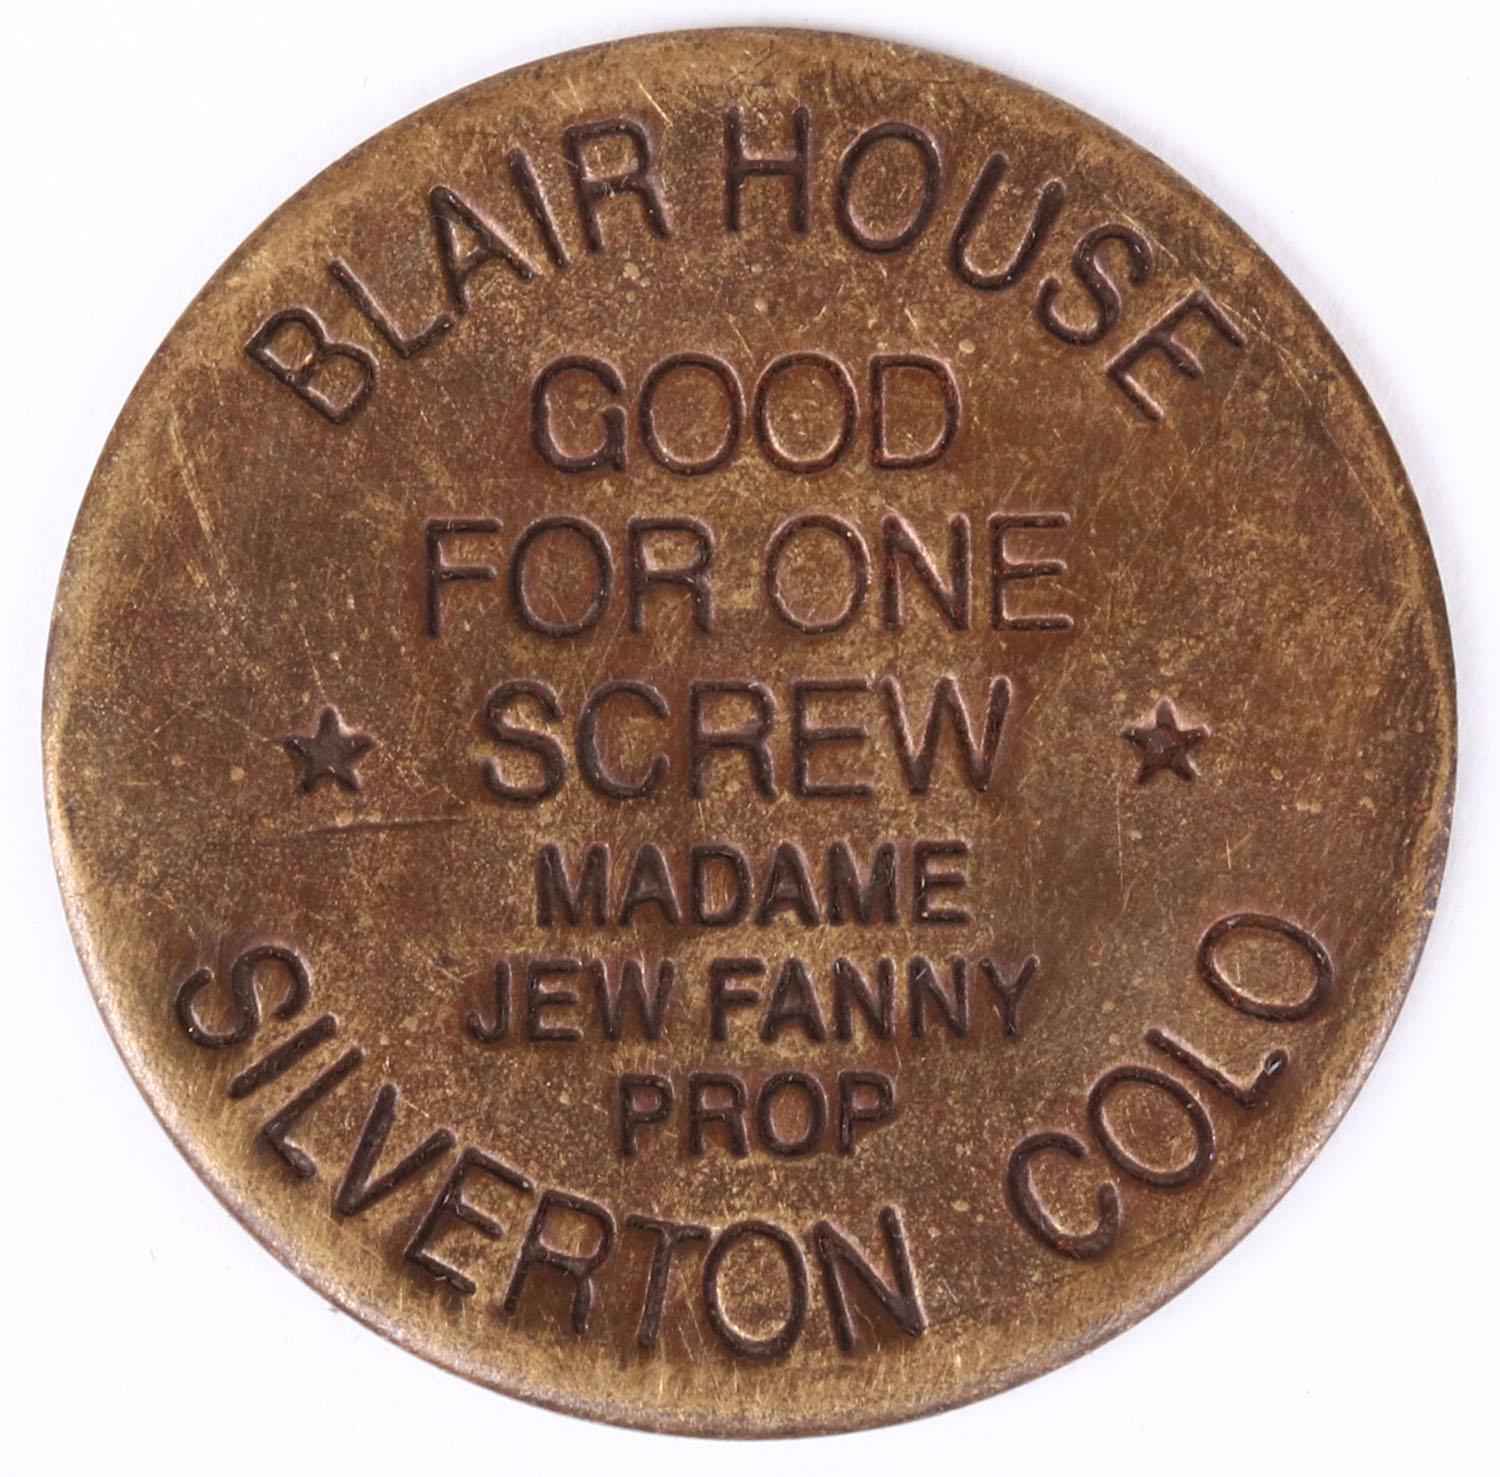 BLAIR HOUSE
GOOD
FOR ONE
SCREW
MADAME
JEW FANNY
PROP
SILVERTON COLO